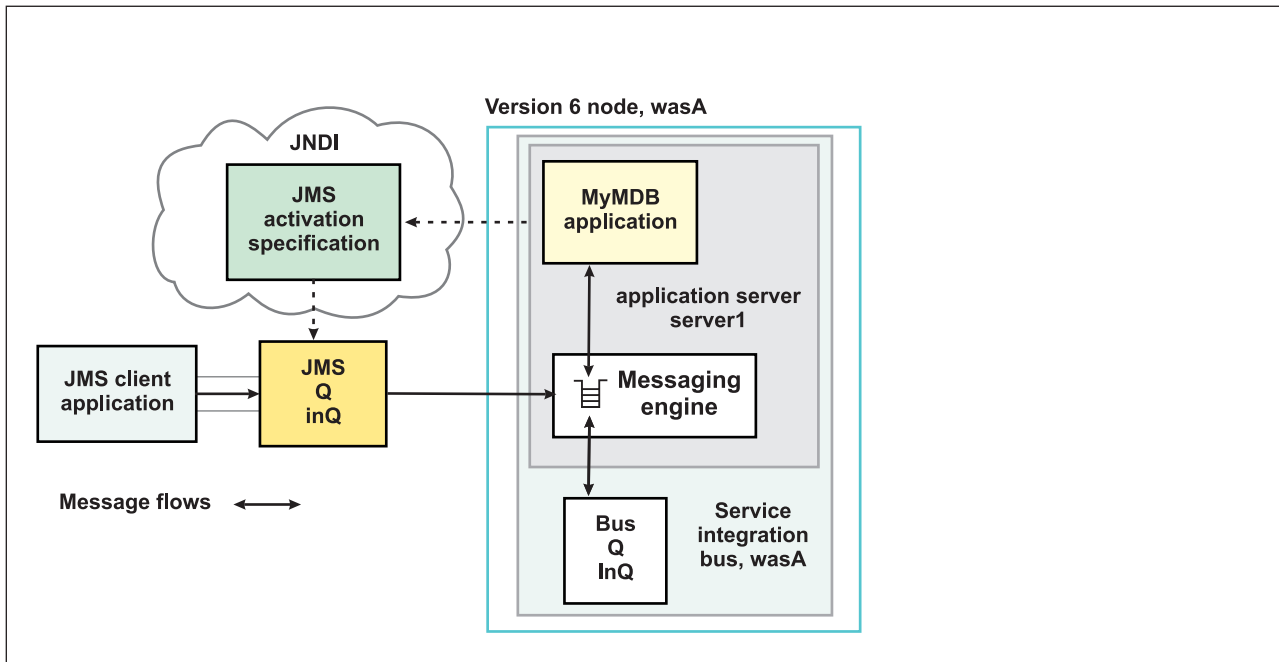 Version 6 node, wasA
JNDI
JMS
activation
specification
MyMDB
application
application server
server1
JMS client
application
JMS
Q
inQ
Messaging
engine
Message flows
Bus
Q
InQ
Service
integration
bus, wasA